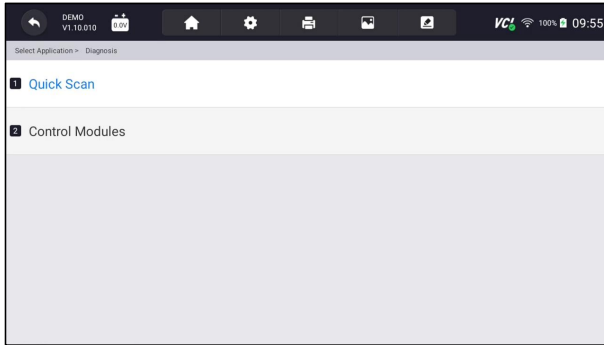 DEMO
V1.10.010
0.0V
VCI
100%
09:55
Select Application > Diagnosis
1 Quick Scan
2 Control Modules